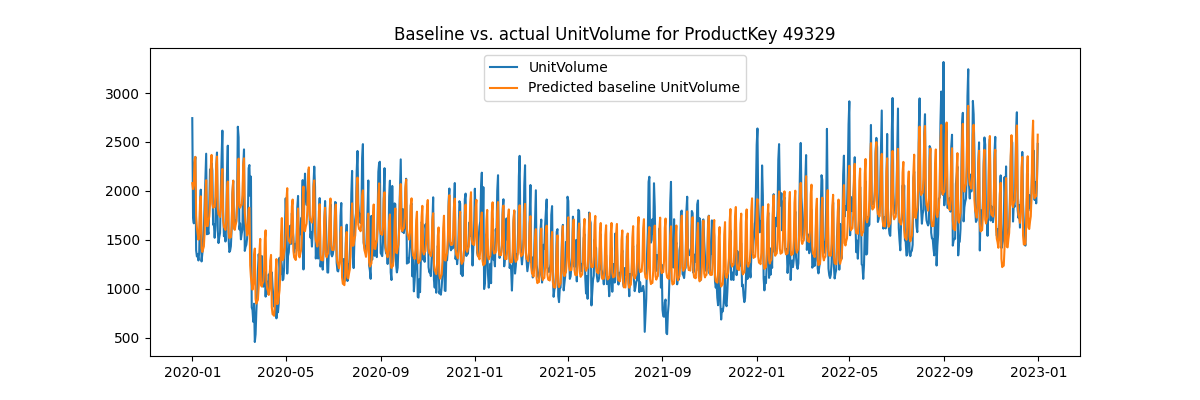 Baseline vs. actual UnitVolume for ProductKey 49329
UnitVolume
Predicted baseline UnitVolume
3000
2500
2000
1500
1000
500
2020-01 2020-05 2020-09 2021-01 2021-05 2021-09 2022-01 2022-05 2022-09 2023-01